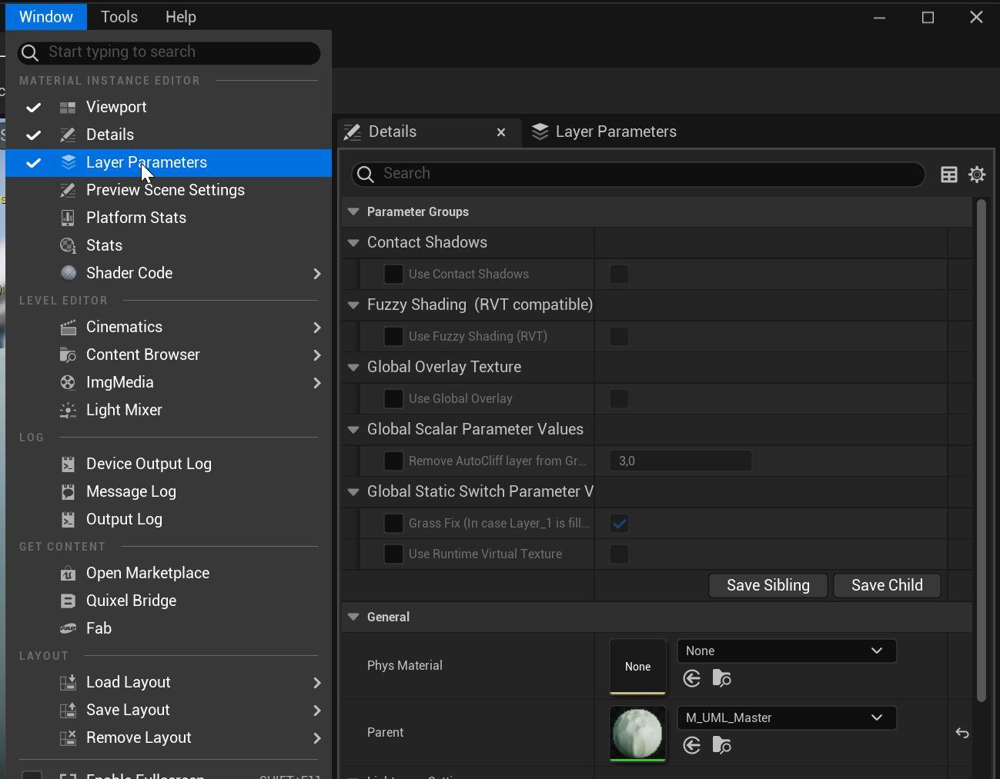 Window Tools Help
Start typing to search
MATERIAL INSTANCE EDITOR
Viewport
Details
Layer Parameters
Preview Scene Settings
Platform Stats
Stats
Shader Code
LEVEL EDITOR
Cinematics
Content Browser
ImgMedia
Light Mixer
LOG
Device Output Log
Message Log
Output Log
GET CONTENT
Open Marketplace
Quixel Bridge
Fab
LAYOUT
Load Layout
Save Layout
Remove Layout
Enable Fullscreen SHIFT+F11
Details Layer Parameters
Search
Parameter Groups
Contact Shadows
Use Contact Shadows
Fuzzy Shading (RVT compatible)
Use Fuzzy Shading (RVT)
Global Overlay Texture
Use Global Overlay
Global Scalar Parameter Values
Remove AutoCliff layer from Gr... 3,0
Global Static Switch Parameter V
Grass Fix (In case Layer_1 is fill...
Use Runtime Virtual Texture
Save Sibling Save Child
General
Phys Material None None
Parent M_UML_Master